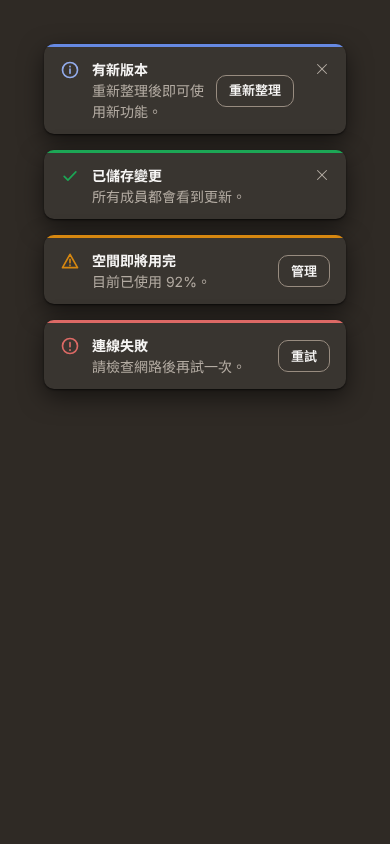 有新版本
重新整理後即可使
用新功能。
重新整理
已儲存變更
所有成員都會看到更新。
空間即將用完
目前已使用 92%。
管理
連線失敗
請檢查網路後再試一次。
重試